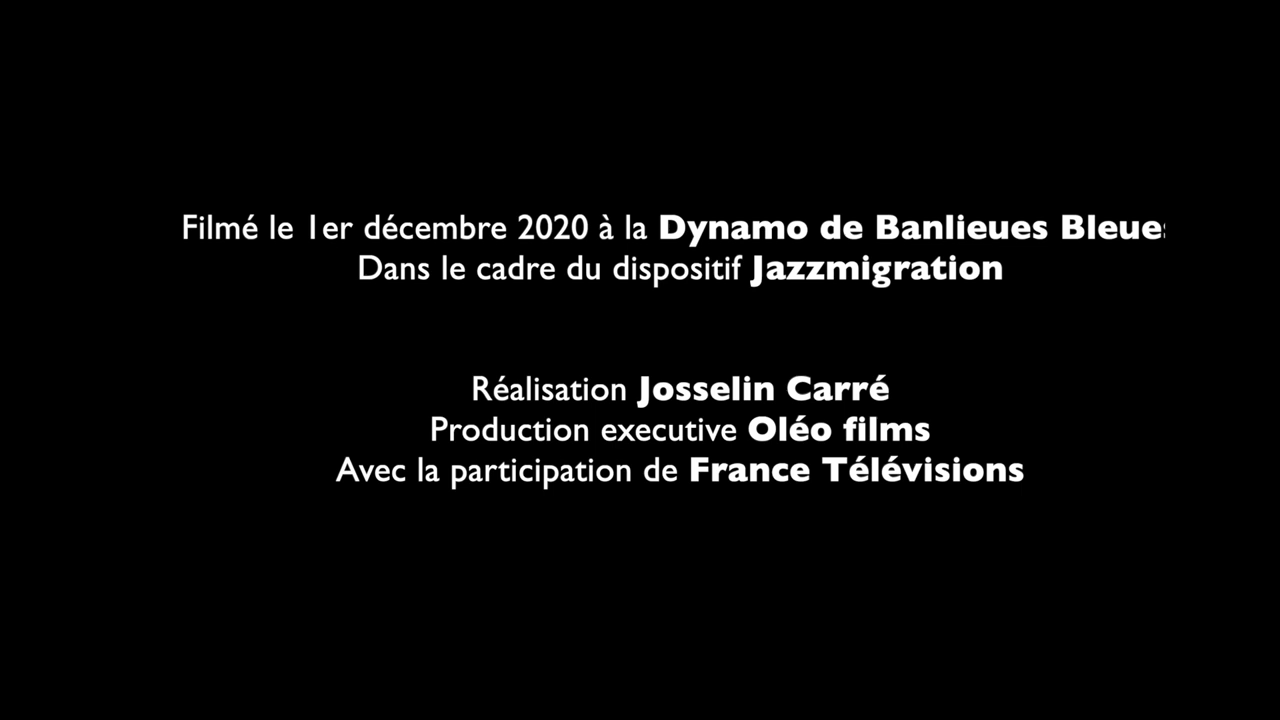 Filmé le 1er décembre 2020 à la Dynamo de Banlieues Bleues
Dans le cadre du dispositif Jazzmigration
Réalisation Josselin Carré
Production executive Oléo films
Avec la participation de France Télévisions